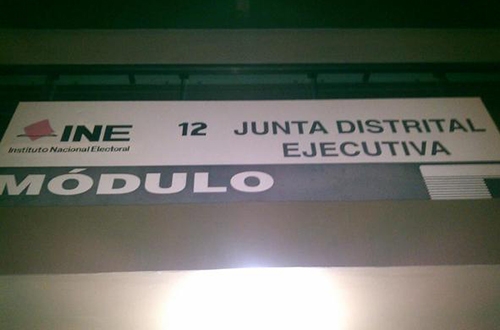 INE
Instituto Nacional Electoral
12 JUNTA DISTRITAL
EJECUTIVA
MÓDULO